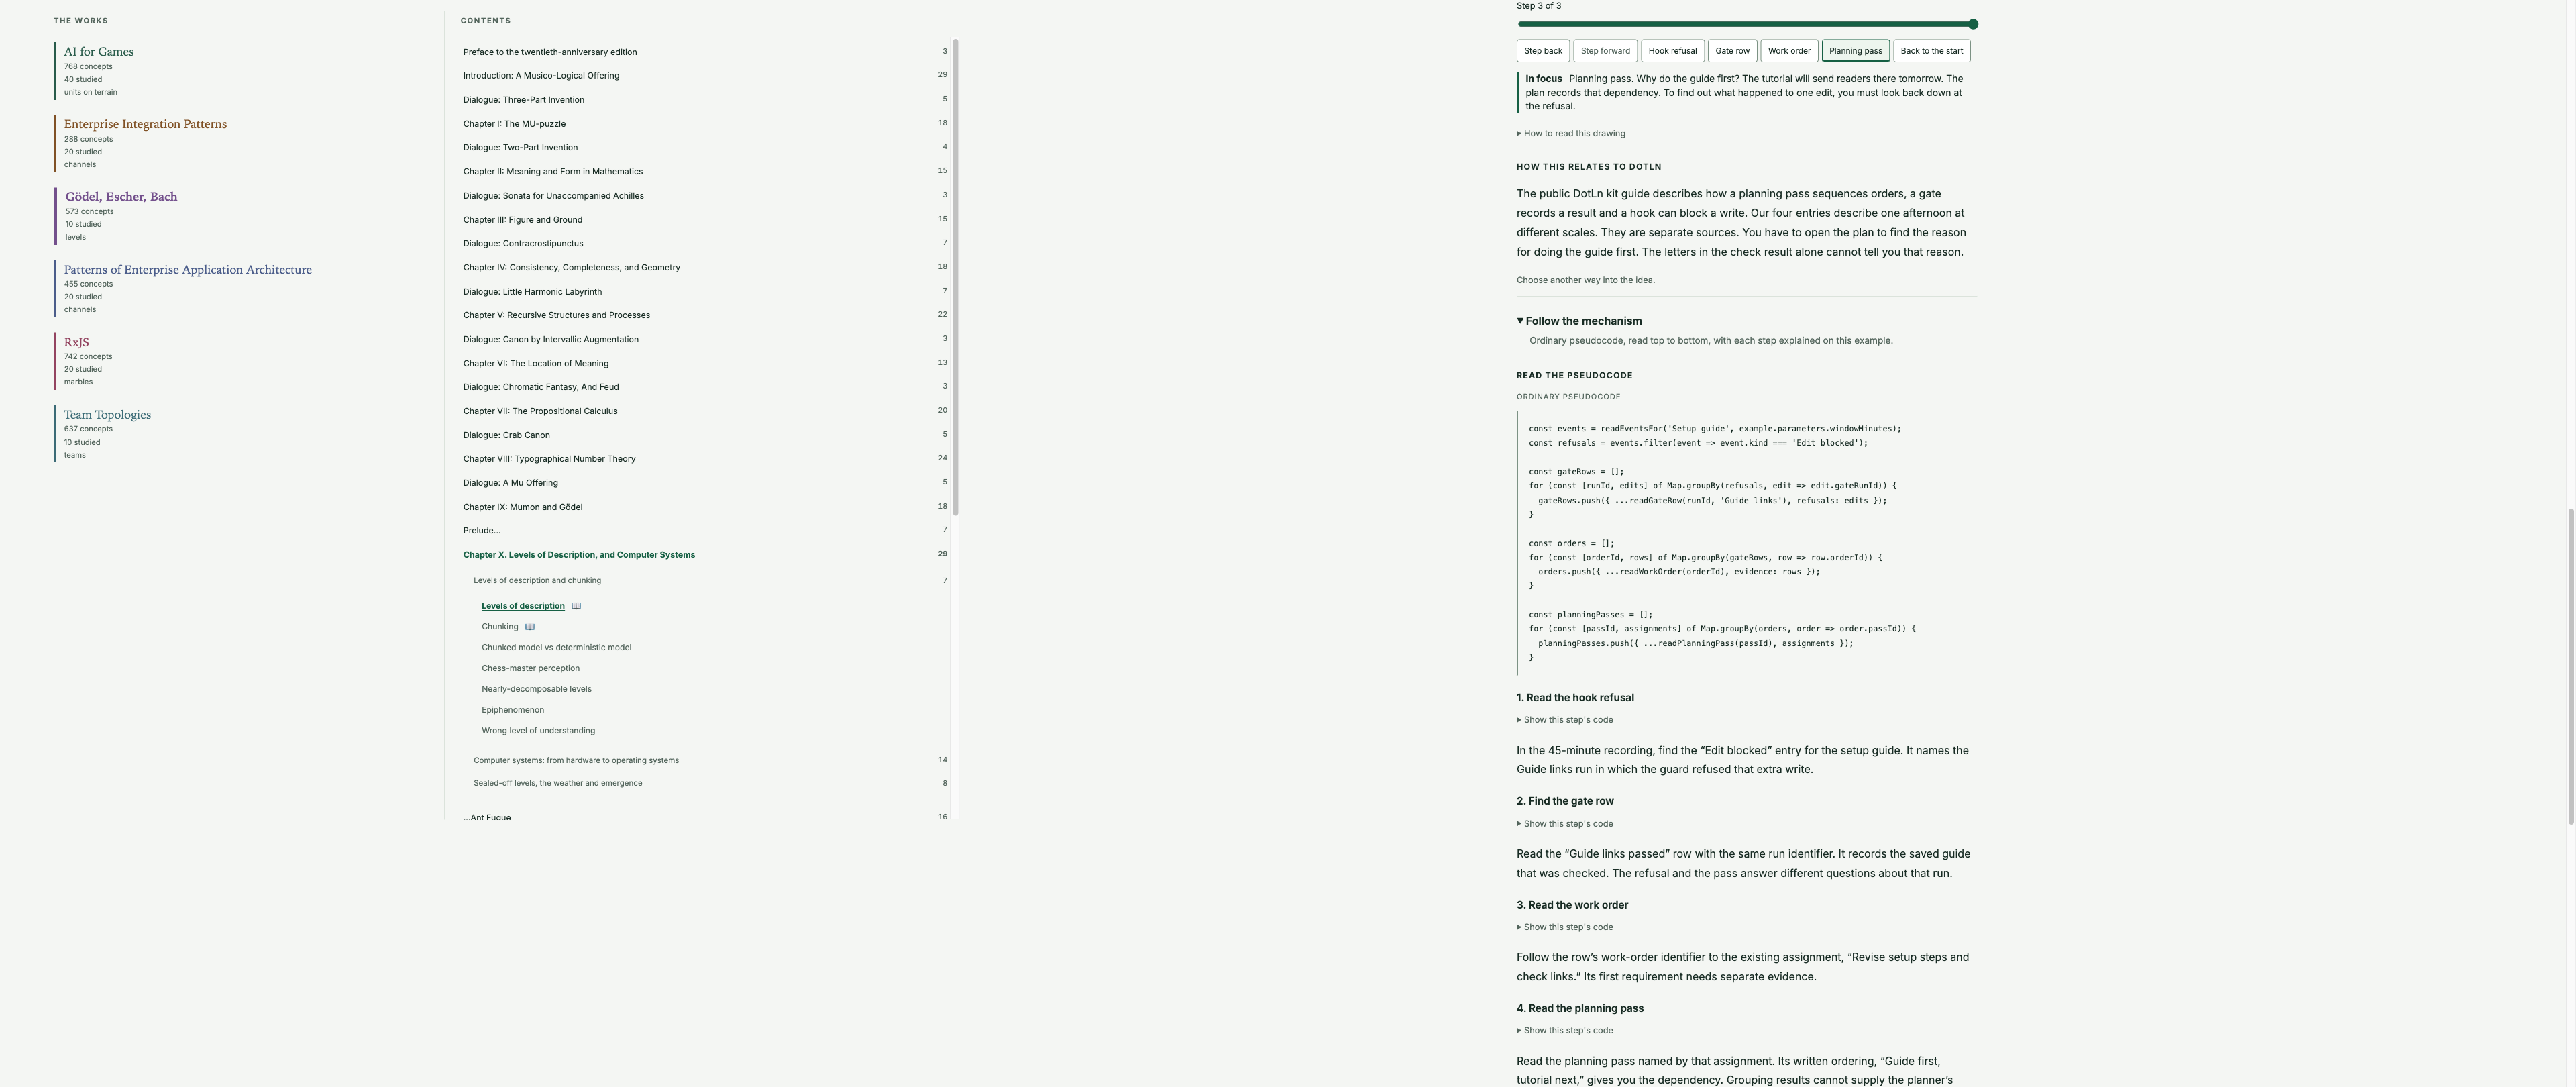 THE WORKS
AI for Games
768 concepts
40 studied
units on terrain
Enterprise Integration Patterns
288 concepts
20 studied
channels
Gödel, Escher, Bach
573 concepts
10 studied
levels
Patterns of Enterprise Application Architecture
455 concepts
20 studied
channels
RxJS
742 concepts
20 studied
marbles
Team Topologies
637 concepts
10 studied
teams
CONTENTS
Preface to the twentieth-anniversary edition 3
Introduction: A Musico-Logical Offering 29
Dialogue: Three-Part Invention 5
Chapter I: The MU-puzzle 18
Dialogue: Two-Part Invention 4
Chapter II: Meaning and Form in Mathematics 15
Dialogue: Sonata for Unaccompanied Achilles 3
Chapter III: Figure and Ground 15
Dialogue: Contracrostipunctus 7
Chapter IV: Consistency, Completeness, and Geometry 18
Dialogue: Little Harmonic Labyrinth 7
Chapter V: Recursive Structures and Processes 22
Dialogue: Canon by Intervallic Augmentation 3
Chapter VI: The Location of Meaning 13
Dialogue: Chromatic Fantasy, And Feud 3
Chapter VII: The Propositional Calculus 20
Dialogue: Crab Canon 5
Chapter VIII: Typographical Number Theory 24
Dialogue: A Mu Offering 5
Chapter IX: Mumon and Gödel 18
Prelude... 7
Chapter X. Levels of Description, and Computer Systems 29
Levels of description and chunking 7
Levels of description
Chunking
Chunked model vs deterministic model
Chess-master perception
Nearly-decomposable levels
Epiphenomenon
Wrong level of understanding
Computer systems: from hardware to operating systems 14
Sealed-off levels, the weather and emergence 8
...Ant Fugue 16
Step 3 of 3
Step back Step forward Hook refusal Gate row Work order Planning pass Back to the start
In focus Planning pass. Why do the guide first? The tutorial will send readers there tomorrow. The
plan records that dependency. To find out what happened to one edit, you must look back down at
the refusal.
How to read this drawing
HOW THIS RELATES TO DOTLN
The public DotLn kit guide describes how a planning pass sequences orders, a gate
records a result and a hook can block a write. Our four entries describe one afternoon at
different scales. They are separate sources. You have to open the plan to find the reason
for doing the guide first. The letters in the check result alone cannot tell you that reason.
Choose another way into the idea.
Follow the mechanism
Ordinary pseudocode, read top to bottom, with each step explained on this example.
READ THE PSEUDOCODE
ORDINARY PSEUDOCODE
const events = readEventsFor('Setup guide', example.parameters.windowMinutes);
const refusals = events.filter(event => event.kind === 'Edit blocked');
const gateRows = [];
for (const [runId, edits] of Map.groupBy(refusals, edit => edit.gateRunId)) {
gateRows.push({ ...readGateRow(runId, 'Guide links'), refusals: edits });
}
const orders = [];
for (const [orderId, rows] of Map.groupBy(gateRows, row => row.orderId)) {
orders.push({ ...readWorkOrder(orderId), evidence: rows });
}
const planningPasses = [];
for (const [passId, assignments] of Map.groupBy(orders, order => order.passId)) {
planningPasses.push({ ...readPlanningPass(passId), assignments });
}
1. Read the hook refusal
Show this step's code
In the 45-minute recording, find the “Edit blocked” entry for the setup guide. It names the
Guide links run in which the guard refused that extra write.
2. Find the gate row
Show this step's code
Read the “Guide links passed” row with the same run identifier. It records the saved guide
that was checked. The refusal and the pass answer different questions about that run.
3. Read the work order
Show this step's code
Follow the row’s work-order identifier to the existing assignment, “Revise setup steps and
check links.” Its first requirement needs separate evidence.
4. Read the planning pass
Show this step's code
Read the planning pass named by that assignment. Its written ordering, “Guide first,
tutorial next,” gives you the dependency. Grouping results cannot supply the planner’s